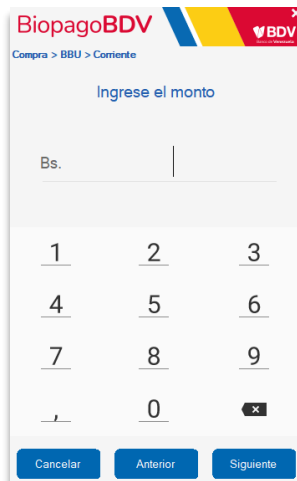 BiopagoBDV
BDV
Banco de Venezuela
Compra > BBU > Corriente
Ingrese el monto
Bs.
1 2 3
4 5 6
7 8 9
, 0
Cancelar Anterior Siguiente